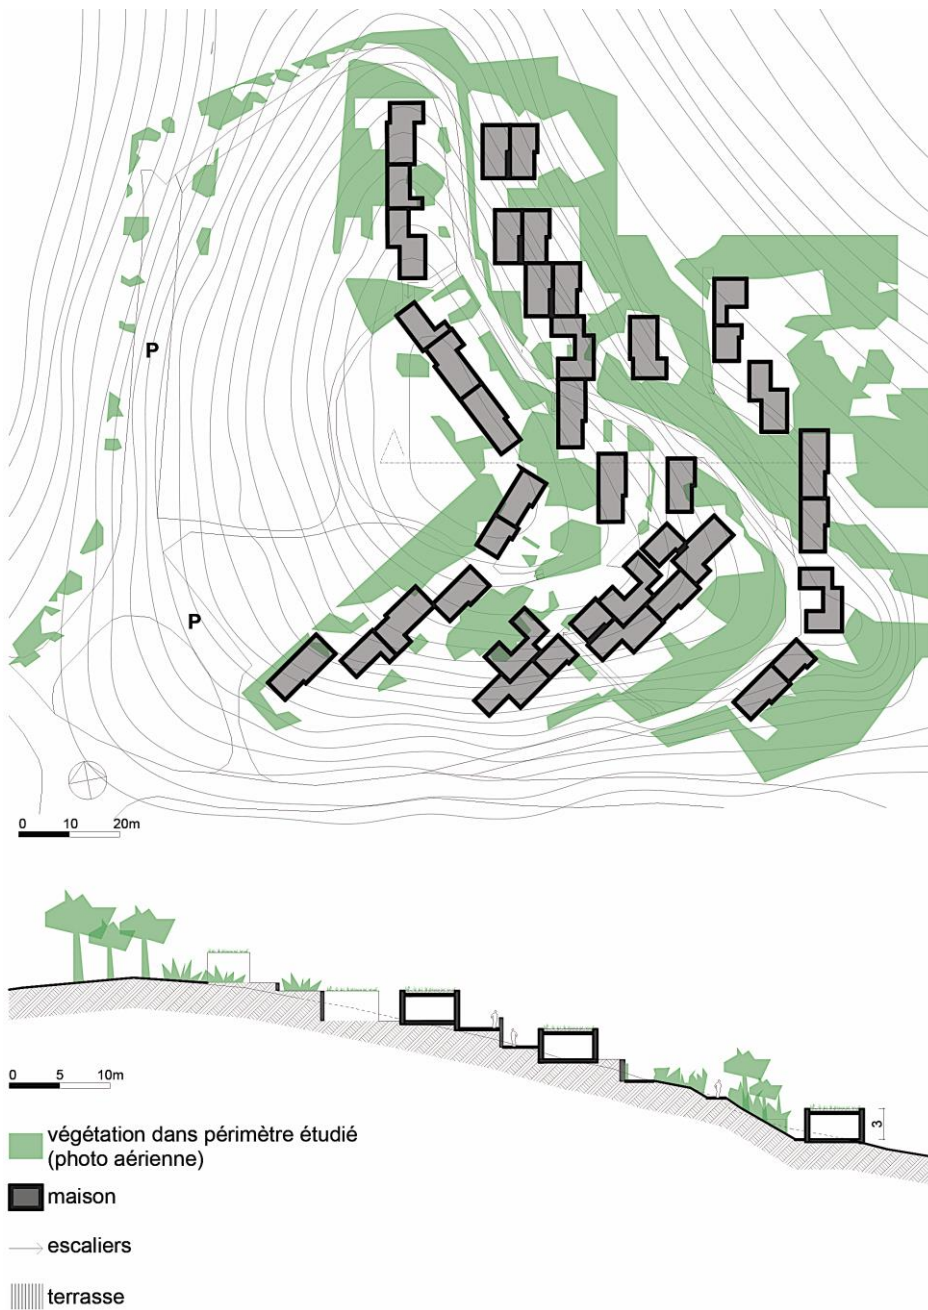 P
P
0 10 20m
0 5 10m
3
végétation dans périmètre étudié
(photo aérienne)
maison
escaliers
terrasse